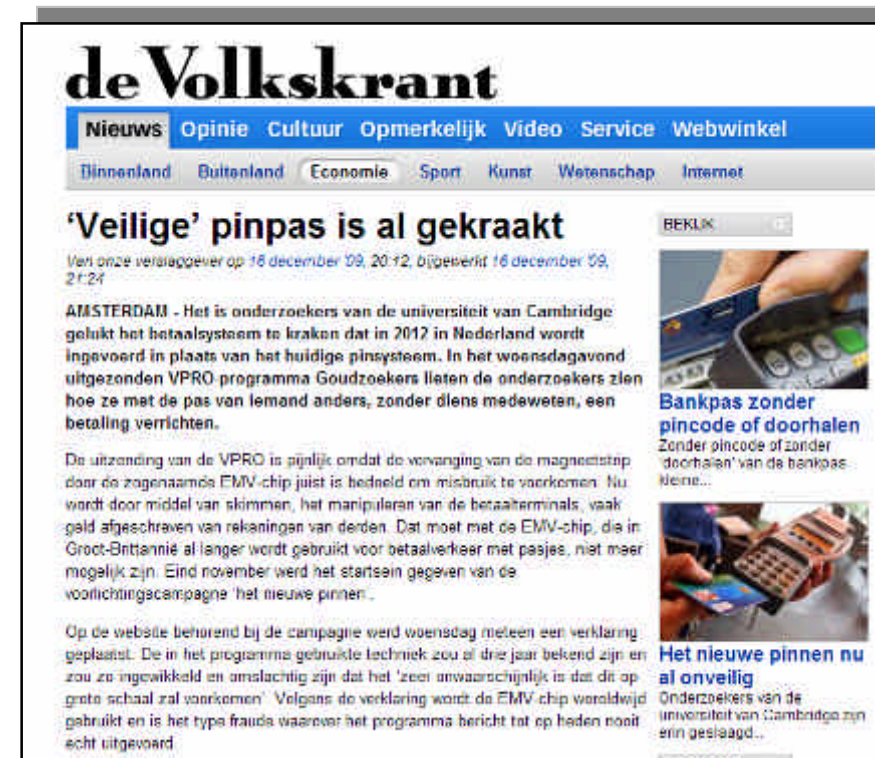 de Volkskrant
Nieuws Opinie Cultuur Opmerkelijk Video Service Webwinkel
Binnenland Buitenland Economie Sport Kunst Wetenschap Internet
‘Veilige’ pinpas is al gekraakt
Van onze verslaggever op 16 december '09, 20:12, bijgewerkt 16 december '09,
21:24
AMSTERDAM - Het is onderzoekers van de universiteit van Cambridge
gelukt het betaalsysteem te kraken dat in 2012 in Nederland wordt
ingevoerd in plaats van het huidige pinsysteem. In het woensdagavond
uitgezonden VPRO-programma Goudzoekers lieten de onderzoekers zien
hoe ze met de pas van iemand anders, zonder diens medeweten, een
betaling verrichten.
De uitzending van de VPRO is pijnlijk omdat de vervanging van de magneetstrip
door de zogenaamde EMV-chip juist is bedoeld om misbruik te voorkomen. Nu
wordt door middel van skimmen, het manipuleren van de betaalterminals, vaak
geld afgeschreven van rekeningen van derden. Dat moet met de EMV-chip, die in
Groot-Brittannië al langer wordt gebruikt voor betaalverkeer met pasjes, niet meer
mogelijk zijn. Eind november werd het startsein gegeven van de
voorlichtingscampagne ‘het nieuwe pinnen’.
Op de website behorend bij de campagne werd woensdag meteen een verklaring
geplaatst. De in het programma gebruikte techniek zou al drie jaar bekend zijn en
zou zo ingewikkeld en omslachtig zijn dat het ‘zeer onwaarschijnlijk is dat dit op
grote schaal zal voorkomen’. Volgens de verklaring wordt de EMV-chip wereldwijd
gebruikt en is het type fraude waarover het programma bericht tot op heden nooit
echt uitgevoerd.
BEKIJK
Bankpas zonder
pincode of doorhalen
Zonder pincode of zonder
'doorhalen' van de bankpas
kleine...
Het nieuwe pinnen nu
al onveilig
Onderzoekers van de
universiteit van Cambridge zijn
erin geslaagd...